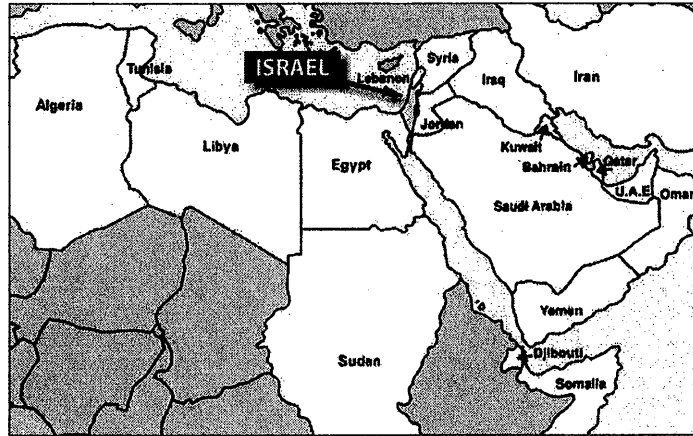 ISRAEL
Lebanon
Syria
Iraq
Iran
Tunisia
Algeria
Libya
Egypt
Jordan
Kuwait
Bahrain
Qatar
U.A.E
Oman
Saudi Arabia
Yemen
Sudan
Djibouti
Somalia